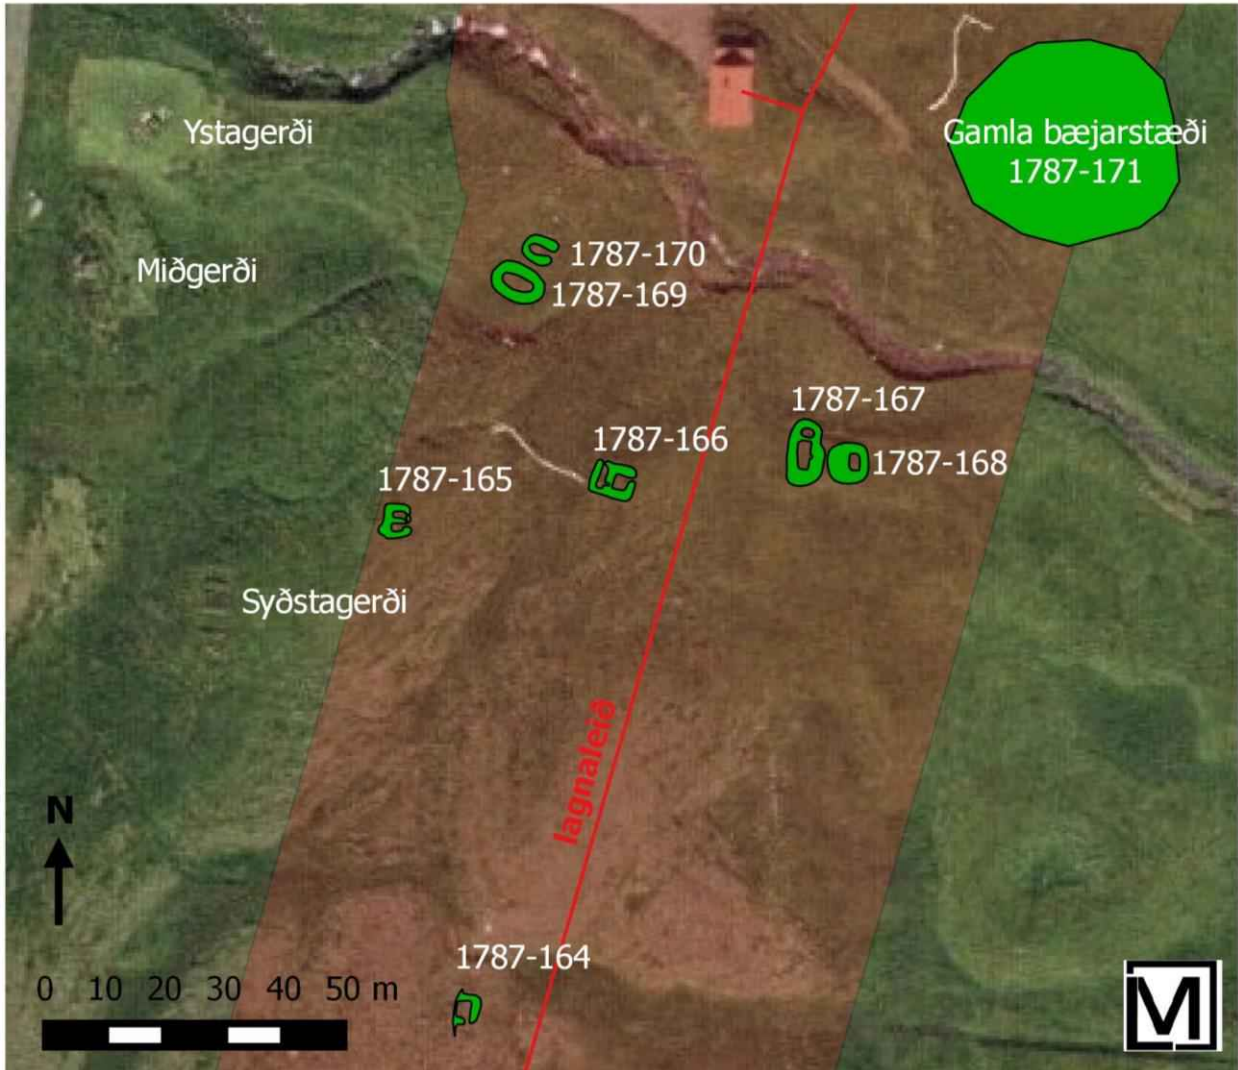 Ystagerði
Gamla bæjarstæði
1787-171
Miðgerði
1787-170
1787-169
1787-167
1787-166
1787-168
1787-165
Syðstagerði
lagnaleið
N
1787-164
0 10 20 30 40 50 m
M